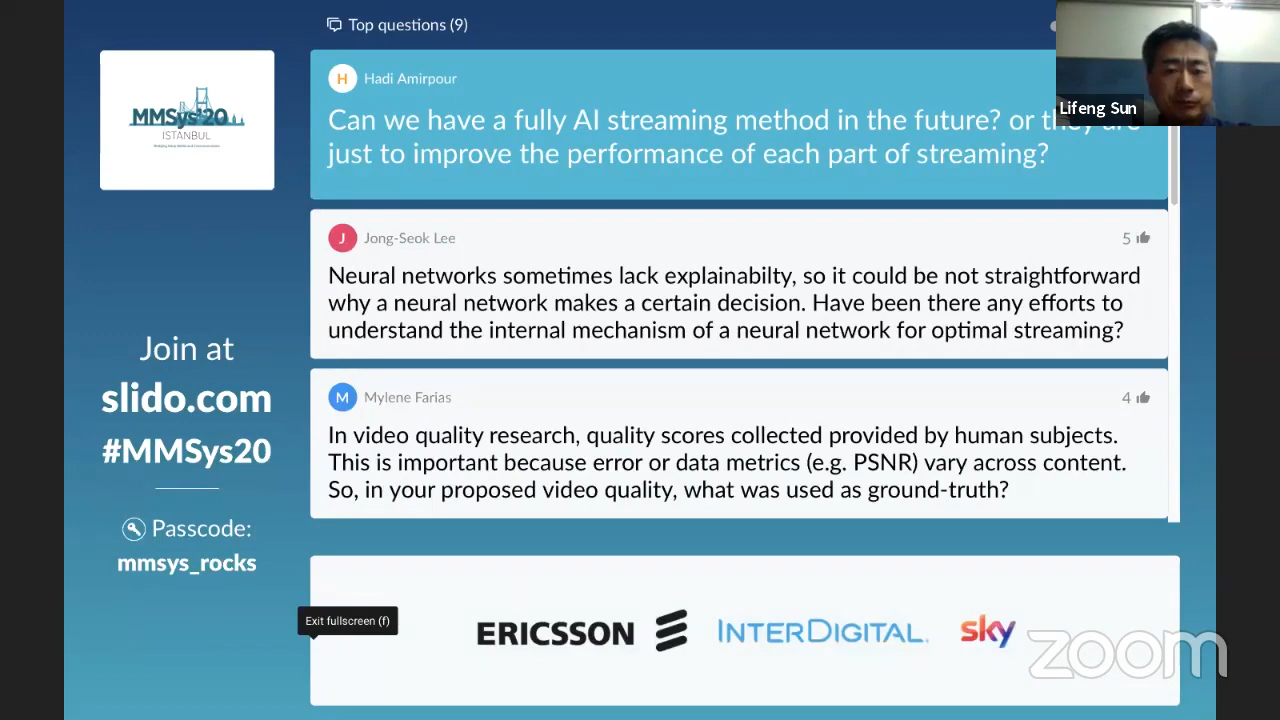 Top questions (9)
MMSys'20
ISTANBUL
H Hadi Amirpour
Can we have a fully AI streaming method in the future? or they are
just to improve the performance of each part of streaming?
Lifeng Sun
J Jong-Seok Lee
5
Neural networks sometimes lack explainabilty, so it could be not straightforward
why a neural network makes a certain decision. Have been there any efforts to
understand the internal mechanism of a neural network for optimal streaming?
M Mylene Farias
4
In video quality research, quality scores collected provided by human subjects.
This is important because error or data metrics (e.g. PSNR) vary across content.
So, in your proposed video quality, what was used as ground-truth?
Join at
slido.com
#MMSys20
Passcode:
mmsys_rocks
Exit fullscreen (f)
ERICSSON
INTERDIGITAL
sky
zoom